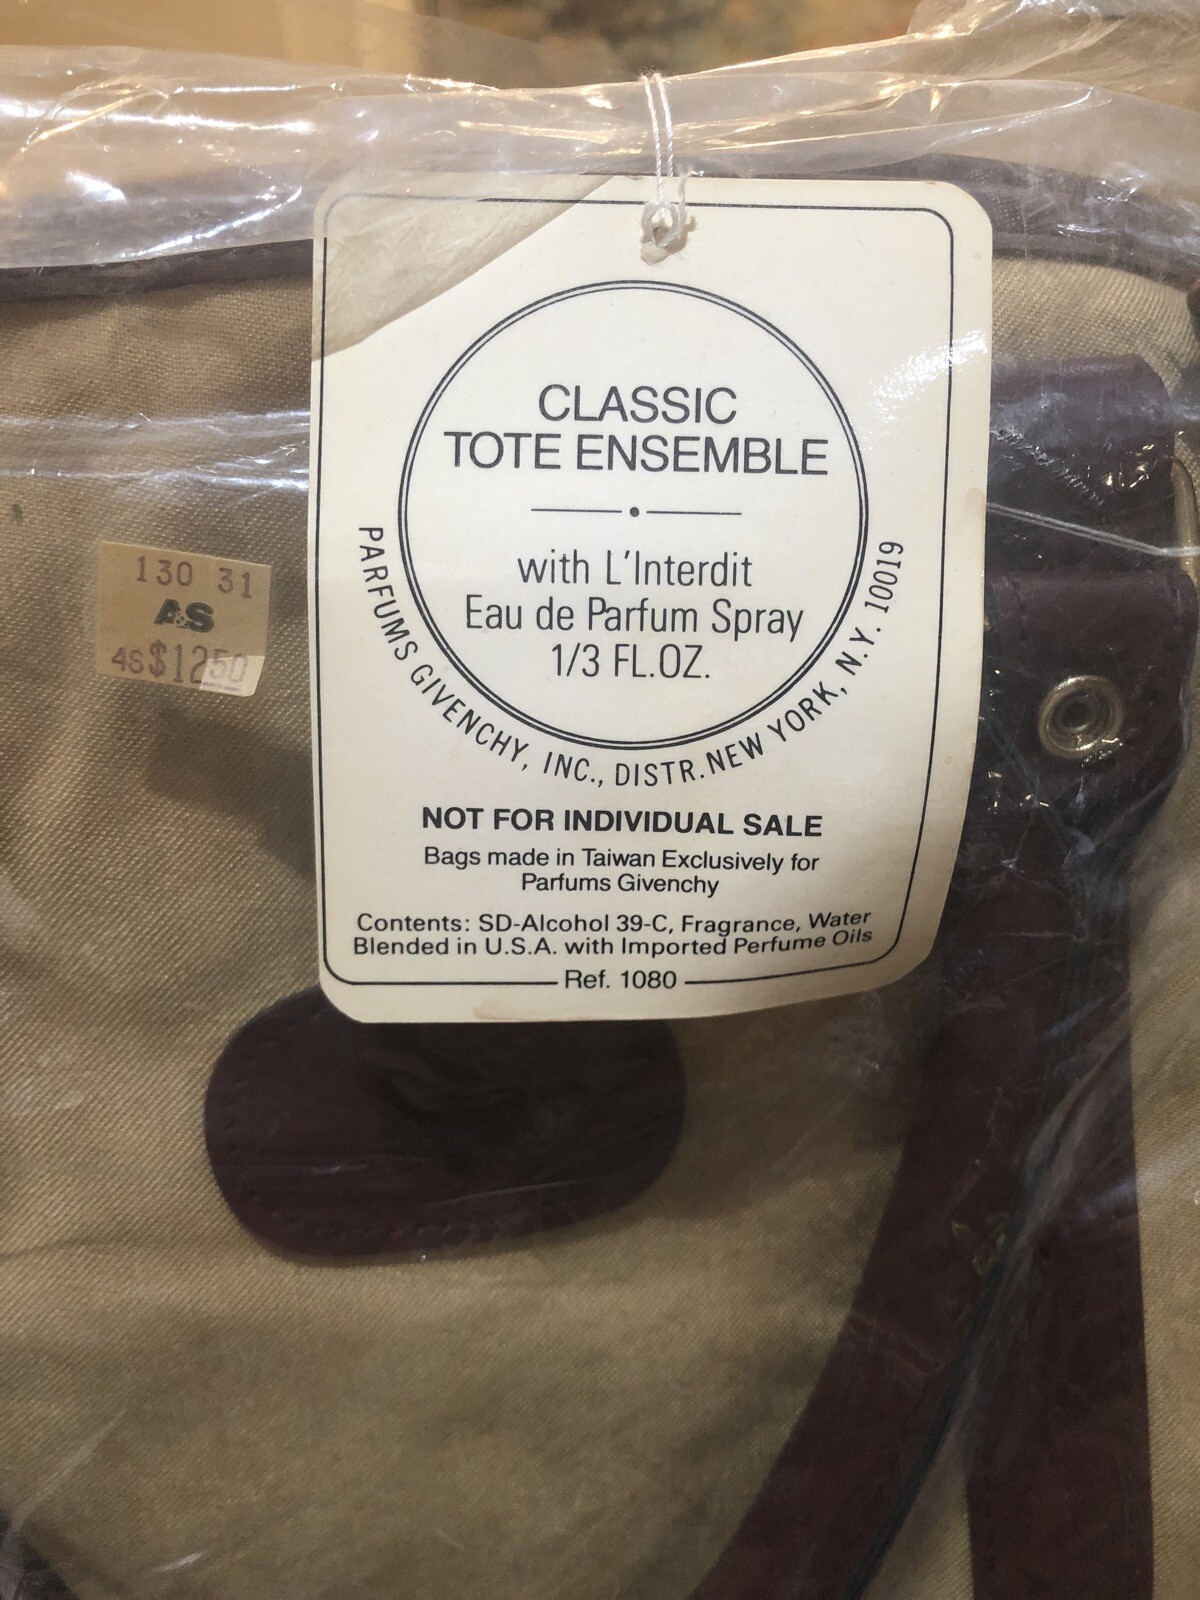 CLASSIC
TOTE ENSEMBLE
with L'Interdit
Eau de Parfum Spray
1/3 FL.OZ.
PARFUMS GIVENCHY, INC., DISTR. NEW YORK, N.Y. 10019
NOT FOR INDIVIDUAL SALE
Bags made in Taiwan Exclusively for
Parfums Givenchy
Contents: SD-Alcohol 39-C, Fragrance, Water
Blended in U.S.A. with Imported Perfume Oils
Ref. 1080
130 31
A&S
48$1250